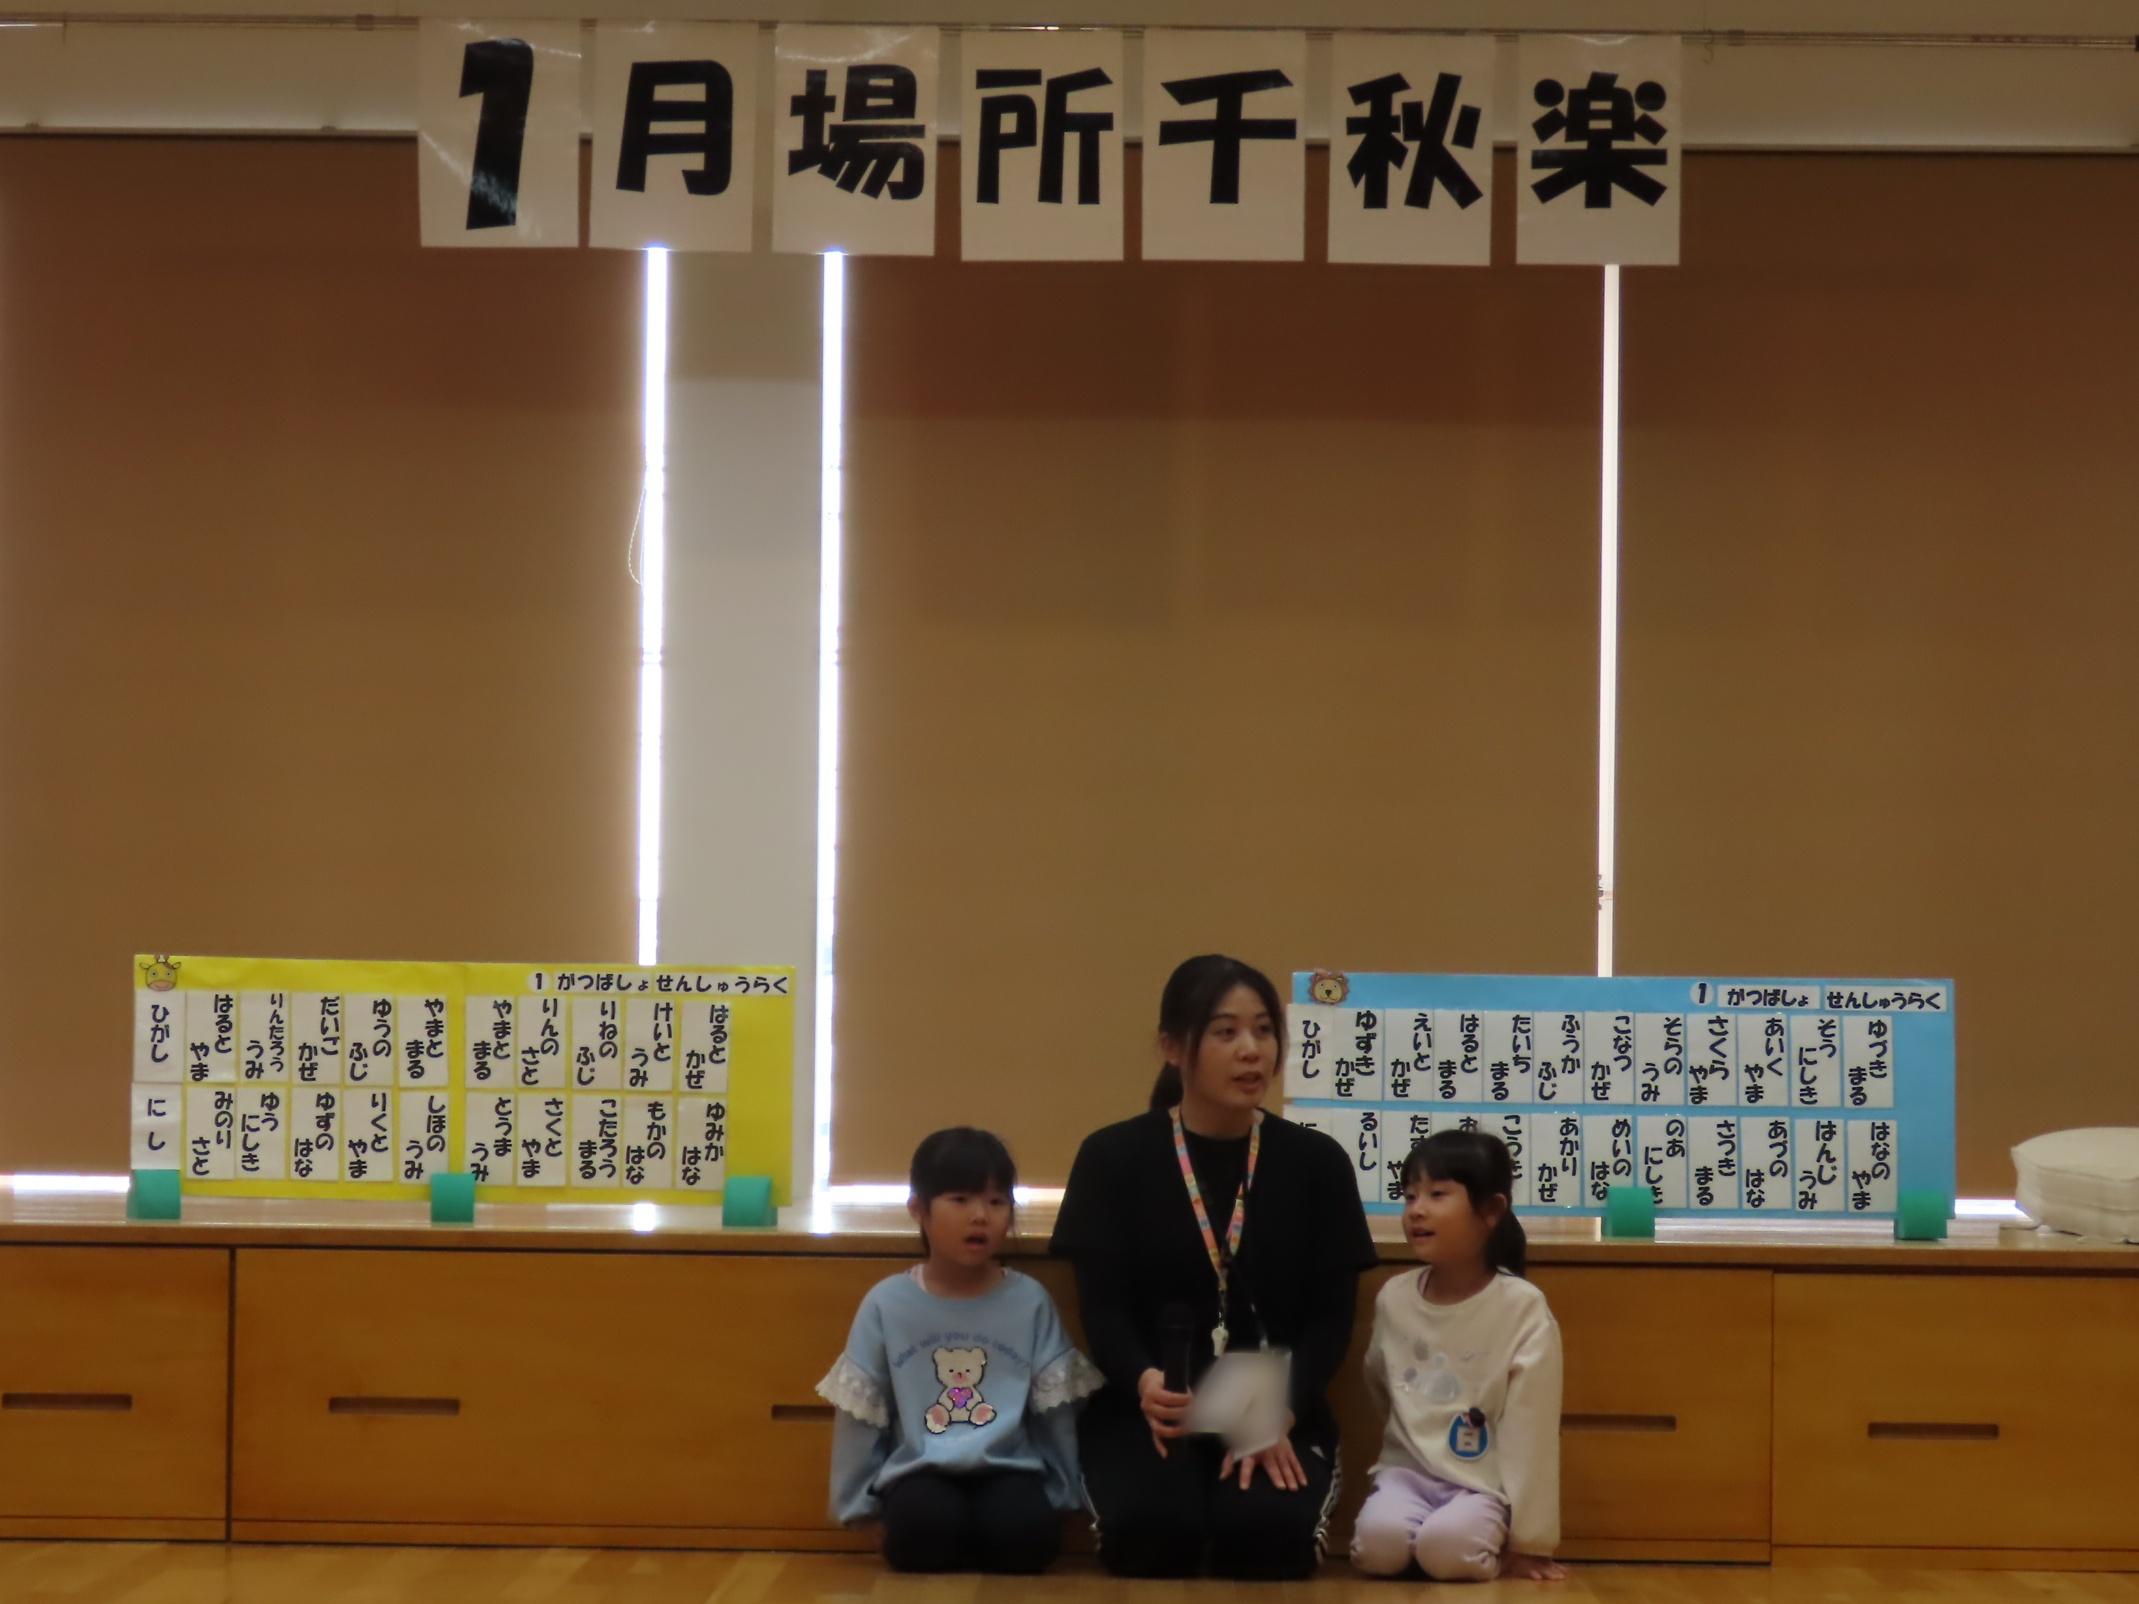 1月場所千秋楽
1 がつばしょ せんしゅうらく
ひがし
はると やま
りんたろう うみ
だいご かぜ
ゆうの ふじ
やまと まる
やまと まる
りんの さと
りねの ふじ
けいと うみ
はると かぜ
にし
みのり さと
ゆう にしき
ゆずの はな
りくと やま
しほの うみ
とうま うみ
さくと やま
こたろう まる
もかの はな
ゆみか はな
1 がつばしょ せんしゅうらく
ひがし
ゆずき かぜ
えいと かぜ
はると まる
たいち まる
ふうか ふじ
こなつ かぜ
そらの うみ
さくら やま
あいく やま
そう にしき
ゆづき まる
るいし
やま
あかり かぜ
めいの はな
のあ にしき
さつき まる
あづの はな
はんじ うみ
はなの やま
What will you do today?
白